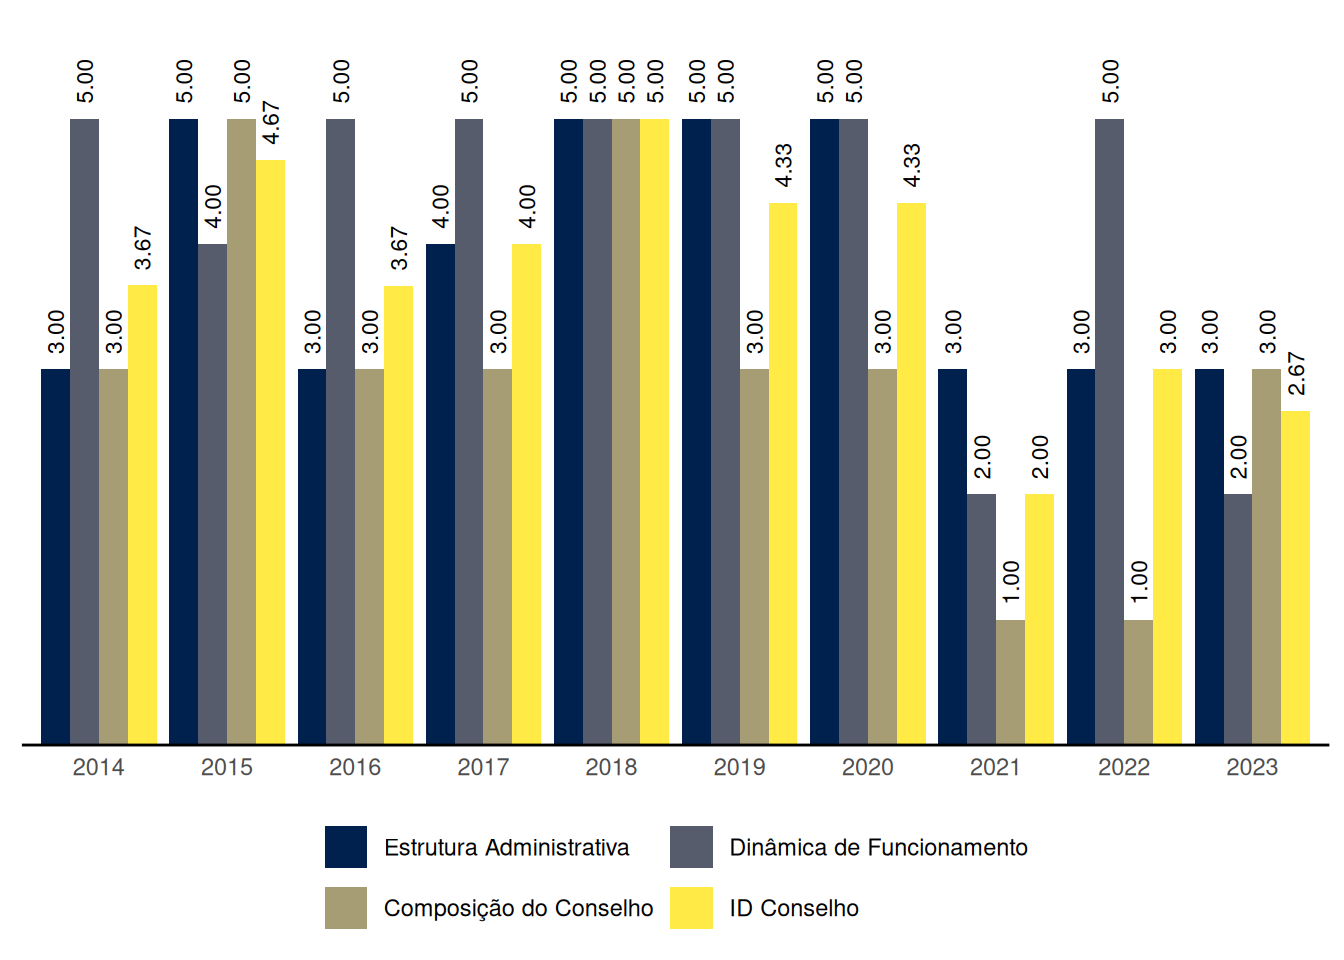 3.00 5.00 3.00 3.67 5.00 4.00 5.00 4.67 3.00 5.00 3.00 3.67 4.00 5.00 3.00 4.00 5.00 5.00 5.00 5.00 5.00 5.00 3.00 4.33 5.00 5.00 3.00 4.33 3.00 2.00 1.00 2.00 3.00 5.00 1.00 3.00 3.00 2.00 3.00 2.67
2014 2015 2016 2017 2018 2019 2020 2021 2022 2023
Estrutura Administrativa Dinâmica de Funcionamento
Composição do Conselho ID Conselho